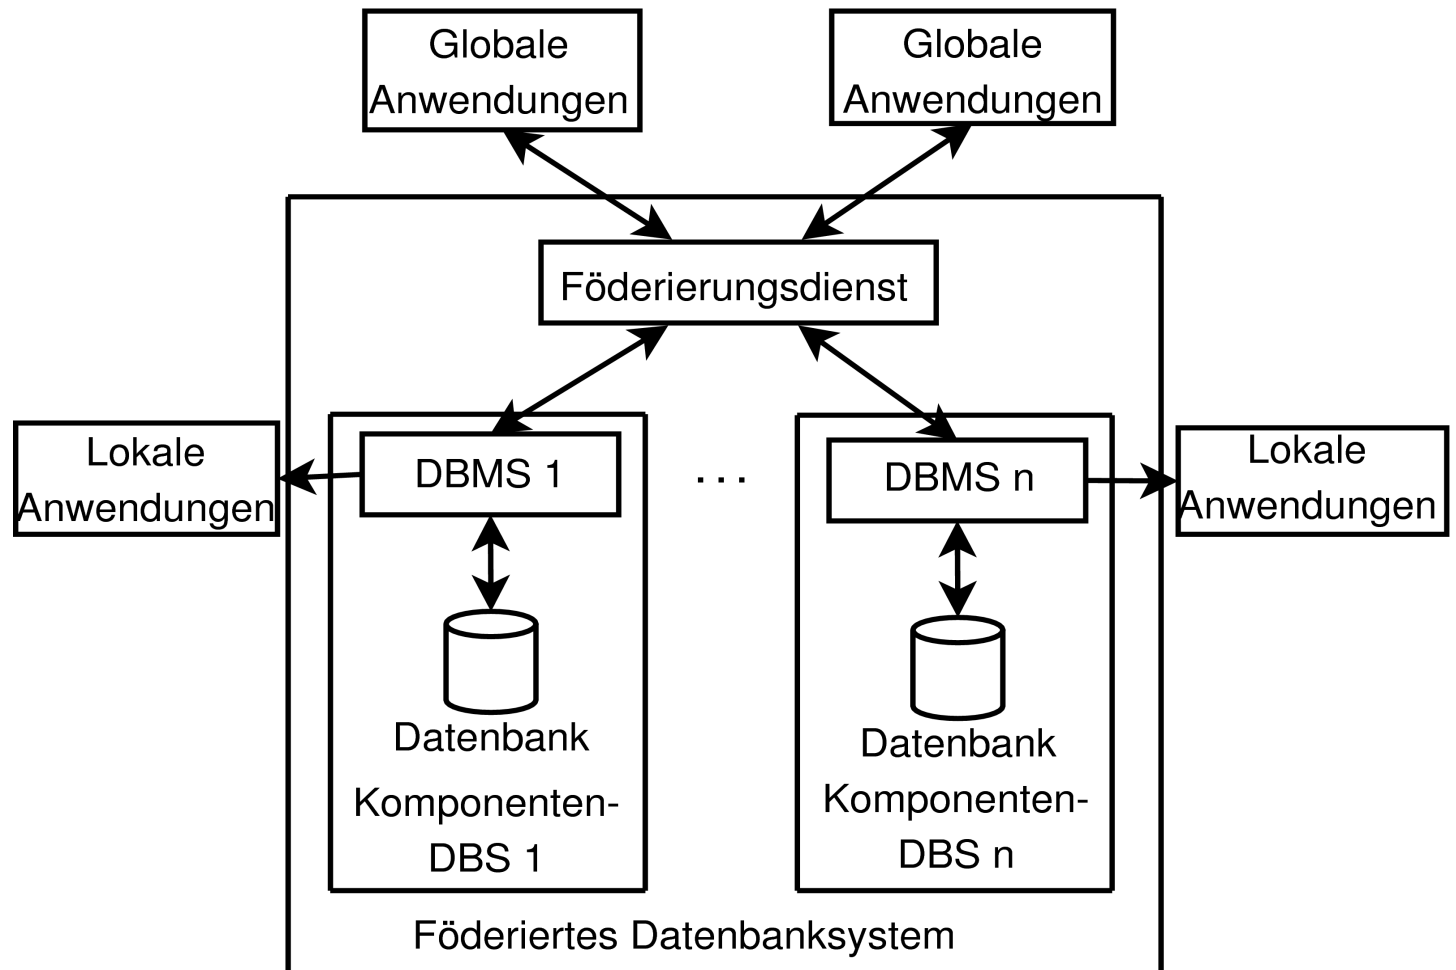 Globale
Anwendungen
Globale
Anwendungen
Föderierungsdienst
Lokale
Anwendungen
DBMS 1
. . .
DBMS n
Lokale
Anwendungen
Datenbank
Komponenten-
DBS 1
Datenbank
Komponenten-
DBS n
Föderiertes Datenbanksystem